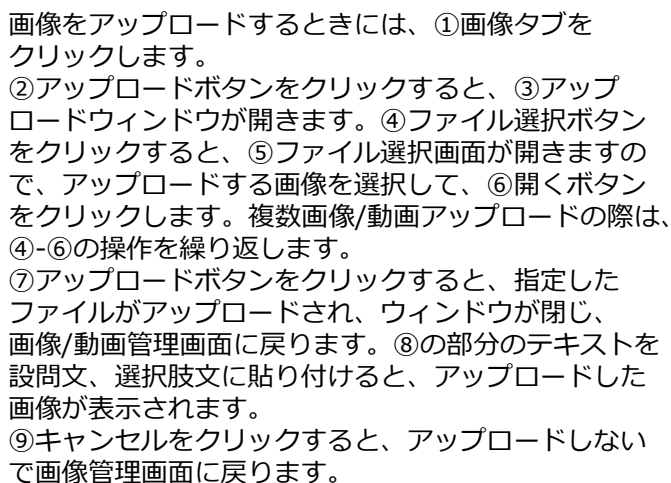 画像をアップロードするときには、①画像タブを
クリックします。
②アップロードボタンをクリックすると、③アップ
ロードウィンドウが開きます。④ファイル選択ボタン
をクリックすると、⑤ファイル選択画面が開きますの
で、アップロードする画像を選択して、⑥開くボタン
をクリックします。複数画像/動画アップロードの際は、
④-⑥の操作を繰り返します。
⑦アップロードボタンをクリックすると、指定した
ファイルがアップロードされ、ウィンドウが閉じ、
画像/動画管理画面に戻ります。⑧の部分のテキストを
設問文、選択肢文に貼り付けると、アップロードした
画像が表示されます。
⑨キャンセルをクリックすると、アップロードしない
で画像管理画面に戻ります。